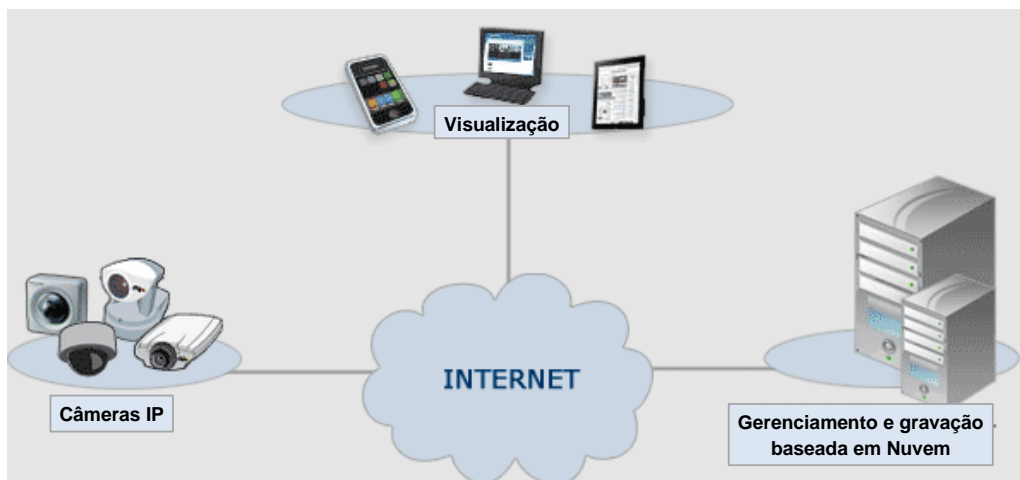 Visualização
INTERNET
Câmeras IP
Gerenciamento e gravação
baseada em Nuvem